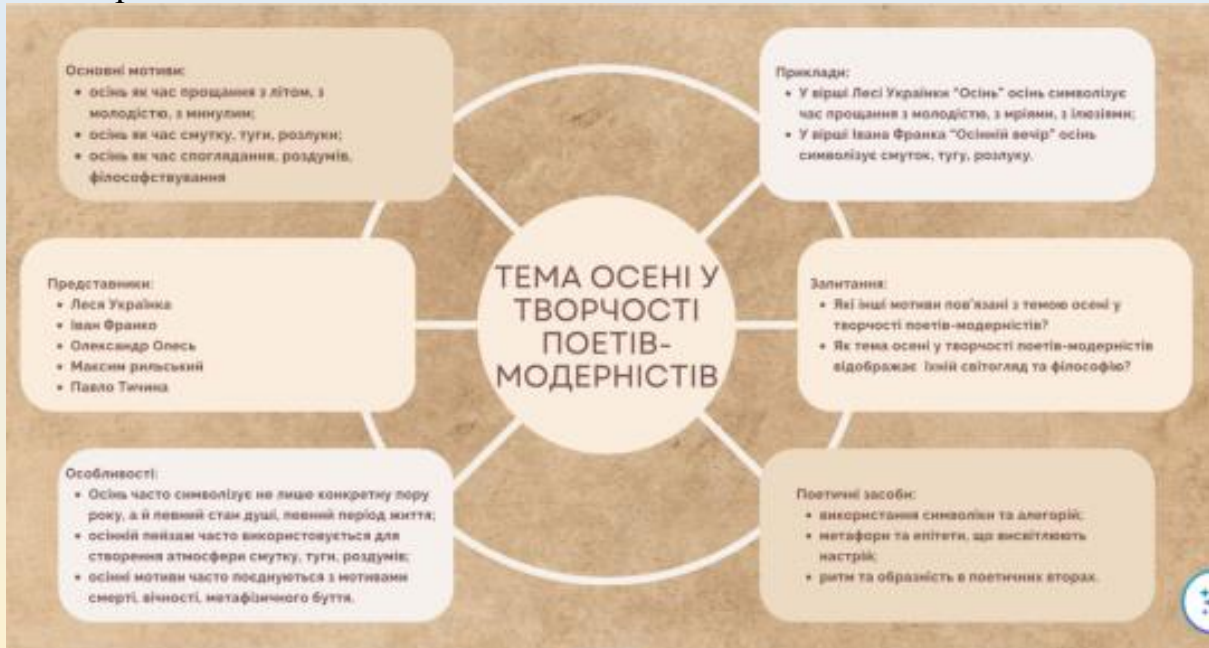 Основні мотиви:
• осінь як час прощання з літом, з
молодістю, з минулим;
• осінь як час смутку, туги, розлуки;
• осінь як час споглядання, роздумів,
філософствування
Приклади:
• У вірші Лесі Українки "Осінь" осінь символізує
час прощання з молодістю, з мріями, з ілюзіями;
• У вірші Івана Франка "Осінній вечір" осінь
символізує смуток, тугу, розлуку.
Представники:
• Леся Українка
• Іван Франко
• Олександр Олесь
• Максим рильський
• Павло Тичина
ТЕМА ОСЕНІ У
ТВОРЧОСТІ
ПОЕТІВ-
МОДЕРНІСТІВ
Запитання:
• Які інші мотиви пов'язані з темою осені у
творчості поетів-модерністів?
• Як тема осені у творчості поетів-модерністів
відображає їхній світогляд та філософію?
Особливості:
• Осінь часто символізує не лише конкретну пору
року, а й певний стан душі, певний період життя;
• осінній пейзаж часто використовується для
створення атмосфери смутку, туги, роздумів;
• осінні мотиви часто поєднуються з мотивами
смерті, вічності, метафізичного буття.
Поетичні засоби:
• використання символіки та алегорій;
• метафори та епітети, що висвітлюють
настрій;
• ритм та образність в поетичних вторах.